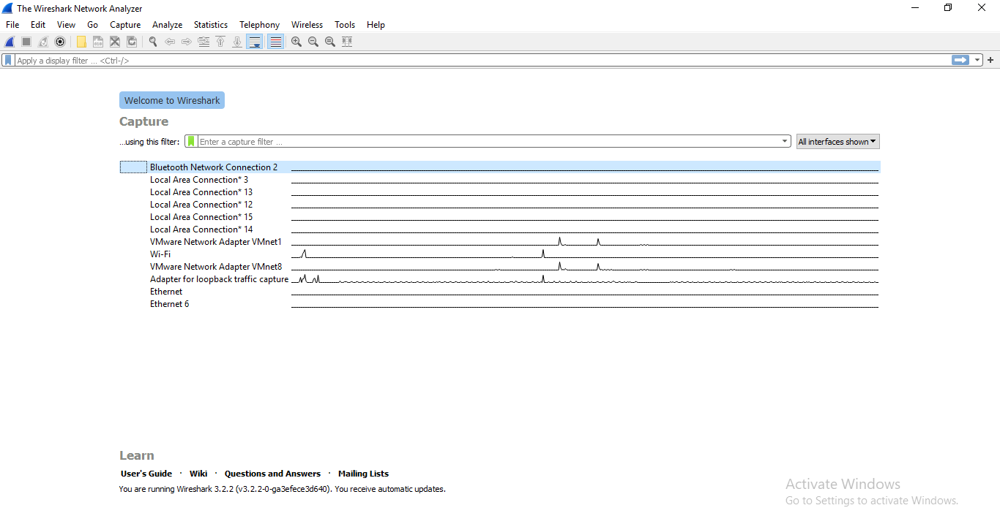 The Wireshark Network Analyzer
File Edit View Go Capture Analyze Statistics Telephony Wireless Tools Help
Apply a display filter ... <Ctrl-/>
Welcome to Wireshark
Capture
...using this filter: Enter a capture filter ... All interfaces shown
Bluetooth Network Connection 2
Local Area Connection* 3
Local Area Connection* 13
Local Area Connection* 12
Local Area Connection* 15
Local Area Connection* 14
VMware Network Adapter VMnet1
Wi-Fi
VMware Network Adapter VMnet8
Adapter for loopback traffic capture
Ethernet
Ethernet 6
Learn
User's Guide · Wiki · Questions and Answers · Mailing Lists
You are running Wireshark 3.2.2 (v3.2.2-0-ga3efece3d640). You receive automatic updates.
Activate Windows
Go to Settings to activate Windows.